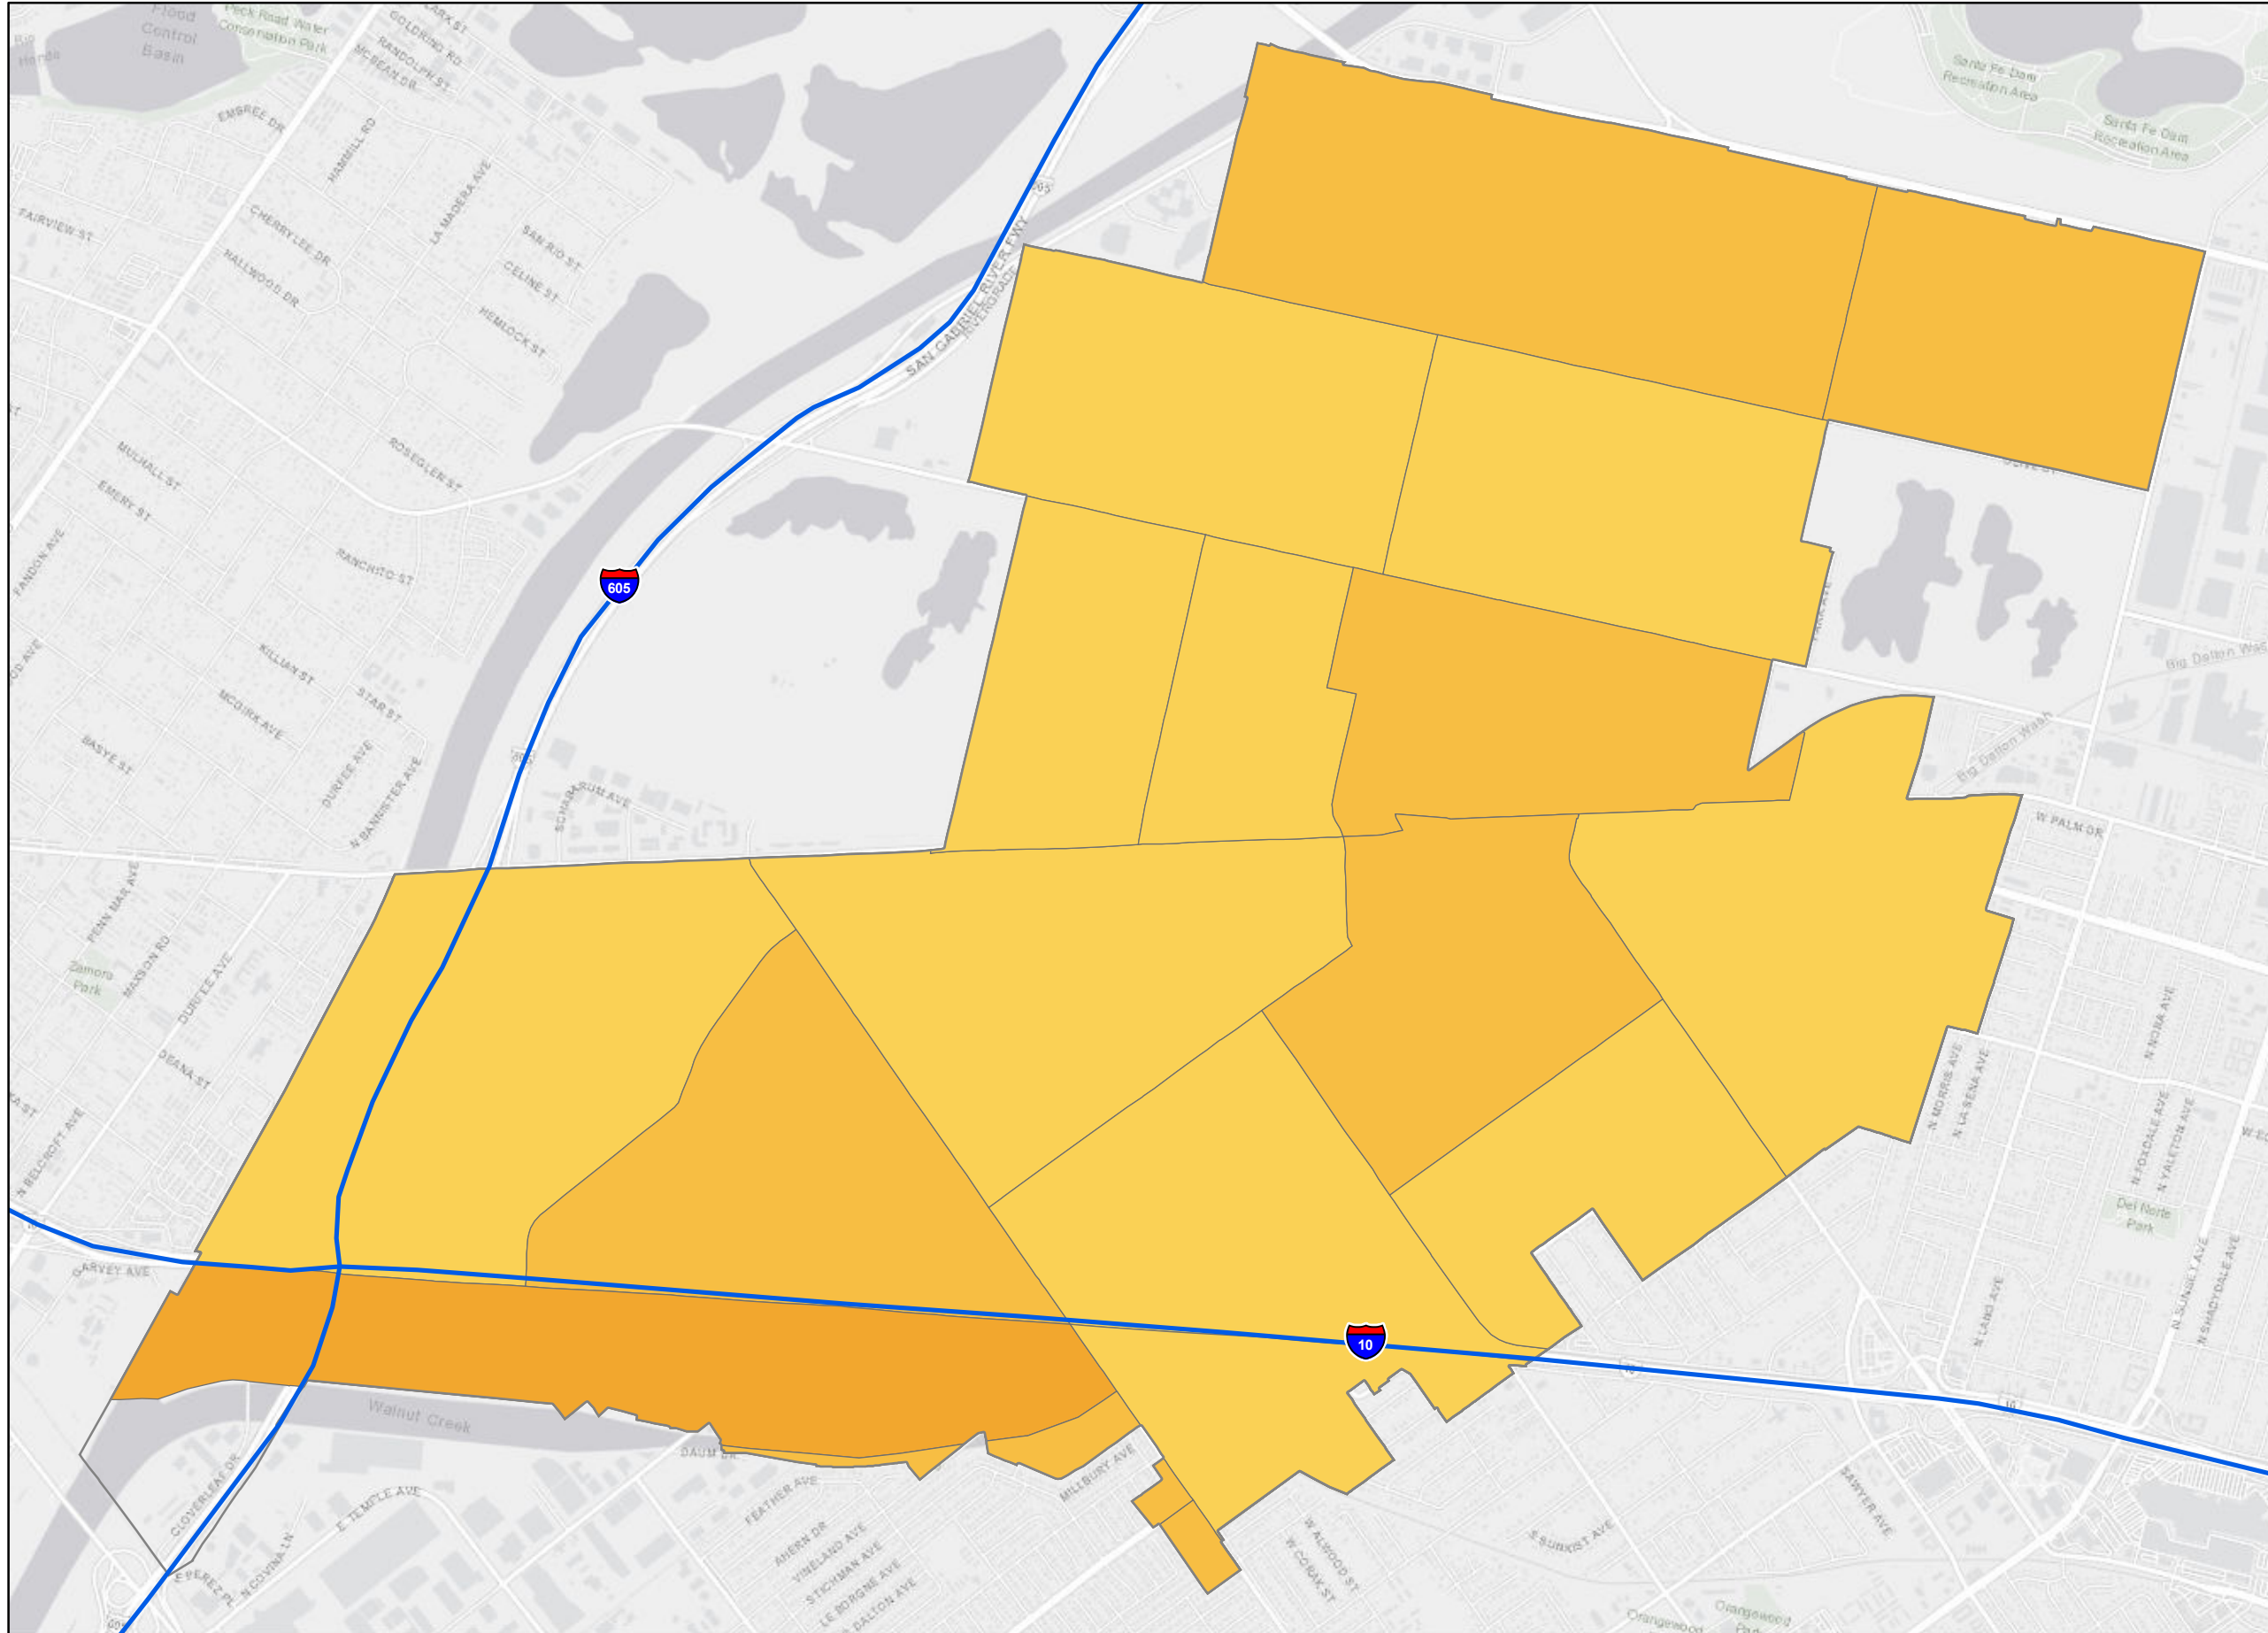 Flood
Control
Basin
Peck Road Water
Conservation Park
GOLDRING RD
RANDOLPH ST
MCBEAN DR
EMBREE DR
HAMMILL RD
LA MADERA AVE
FAIRVIEW ST
CHERRYLEE DR
HALLWOOD DR
SAN RIO ST
CELINE ST
HEMLOCK ST
SAN GABRIEL RIVER FWY
Santa Fe Dam
Recreation Area
Santa Fe Dam
Recreation Area
MULHALL ST
EMERY ST
ROSEGLEN ST
RANCHITO ST
605
KILLIAN ST
STAR ST
MCGIRK AVE
BASYE ST
DURFEE AVE
N BANNISTER AVE
PARK AVE
Big Dalton Wash
W PALM DR
PENN MAR AVE
MAXSON RD
Zamora
Park
DURFEE AVE
DEANA ST
N BELCROFT AVE
GARVEY AVE
N NORA AVE
N MORRIS AVE
N LA SENA AVE
N FOXDALE AVE
N YALETON AVE
Del Norte
Park
N LANG AVE
N SUNSET AVE
N SHADYDALE AVE
10
Walnut Creek
DAUM DR
CLOVERLEAF DR
E TEMPLE AVE
FEATHER AVE
MILLBURY AVE
E PEREZ PL
N COVINA LN
AHERN DR
VINELAND AVE
STICHMAN AVE
LE BORGNE AVE
DALTON AVE
W ALWOOD ST
W CORAK ST
S SUNKIST AVE
SAWYER AVE
Orangewood
Orangewood